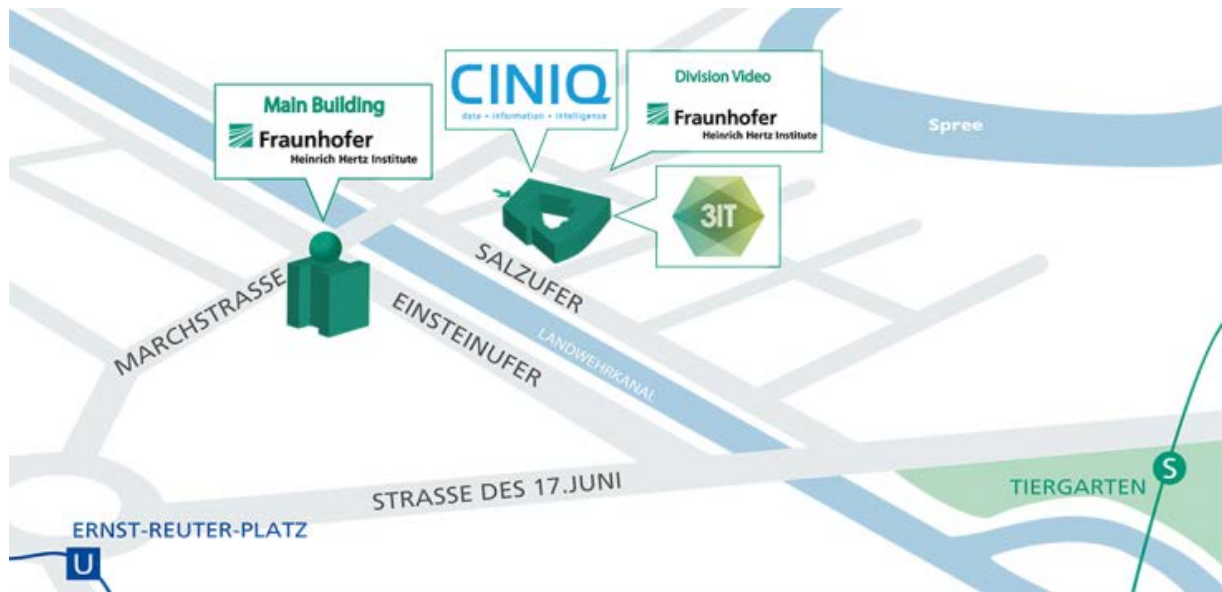 Main Building
Fraunhofer
Heinrich Hertz Institute
CINIQ
data • information • intelligence
Division Video
Fraunhofer
Heinrich Hertz Institute
Spree
3IT
SALZUFER
MARCHSTRASSE
EINSTEINUFER
LANDWEHRKANAL
STRASSE DES 17.JUNI
TIERGARTEN
S
ERNST-REUTER-PLATZ
U